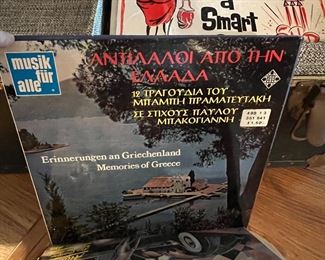 a
Smart
musik
für
alle
ΑΝΤΙΛΑΛΟΙ ΑΠΟ ΤΗΝ
ΕΛΛΑΔΑ
12 ΤΡΑΓΟΥΔΙΑ ΤΟΥ
ΜΠΑΜΠΗ ΠΡΑΜΑΤΕΥΤΑΚΗ
ΣΕ ΣΤΙΧΟΥΣ ΠΑΥΛΟΥ
ΜΠΑΚΟΓΙΑΝΝΗ
Erinnerungen an Griechenland
Memories of Greece